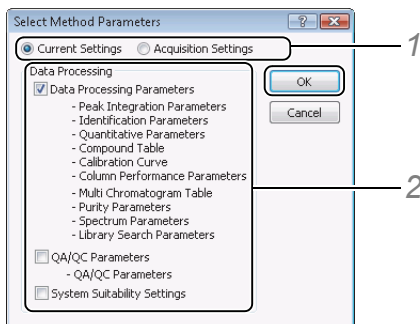 Select Method Parameters
Current Settings Acquisition Settings 1
Data Processing
Data Processing Parameters
- Peak Integration Parameters
- Identification Parameters
- Quantitative Parameters
- Compound Table
- Calibration Curve
- Column Performance Parameters
- Multi Chromatogram Table
- Purity Parameters
- Spectrum Parameters
- Library Search Parameters
QA/QC Parameters
- QA/QC Parameters
System Suitability Settings
OK
Cancel
2